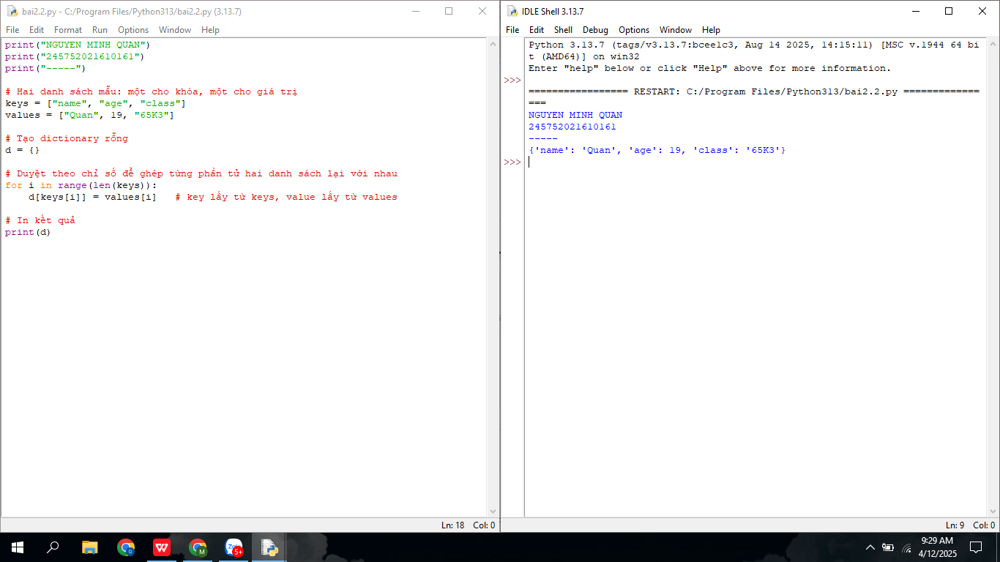 bai2.2.py - C:/Program Files/Python313/bai2.2.py (3.13.7)
File Edit Format Run Options Window Help
print("NGUYEN MINH QUAN")
print("245752021610161")
print("-----")
# Hai danh sách mẫu: một cho khóa, một cho giá trị
keys = ["name", "age", "class"]
values = ["Quan", 19, "65K3"]
# Tạo dictionary rỗng
d = {}
# Duyệt theo chỉ số để ghép từng phần tử hai danh sách lại với nhau
for i in range(len(keys)):
    d[keys[i]] = values[i]   # key lấy từ keys, value lấy từ values
# In kết quả
print(d)
Ln: 18 Col: 0
IDLE Shell 3.13.7
File Edit Shell Debug Options Window Help
Python 3.13.7 (tags/v3.13.7:bcee1c3, Aug 14 2025, 14:15:11) [MSC v.1944 64 bi
t (AMD64)] on win32
Enter "help" below or click "Help" above for more information.
>>>
================= RESTART: C:/Program Files/Python313/bai2.2.py =============
===
NGUYEN MINH QUAN
245752021610161
-----
{'name': 'Quan', 'age': 19, 'class': '65K3'}
>>>
Ln: 9 Col: 0
W
M
5+
9:29 AM
4/12/2025